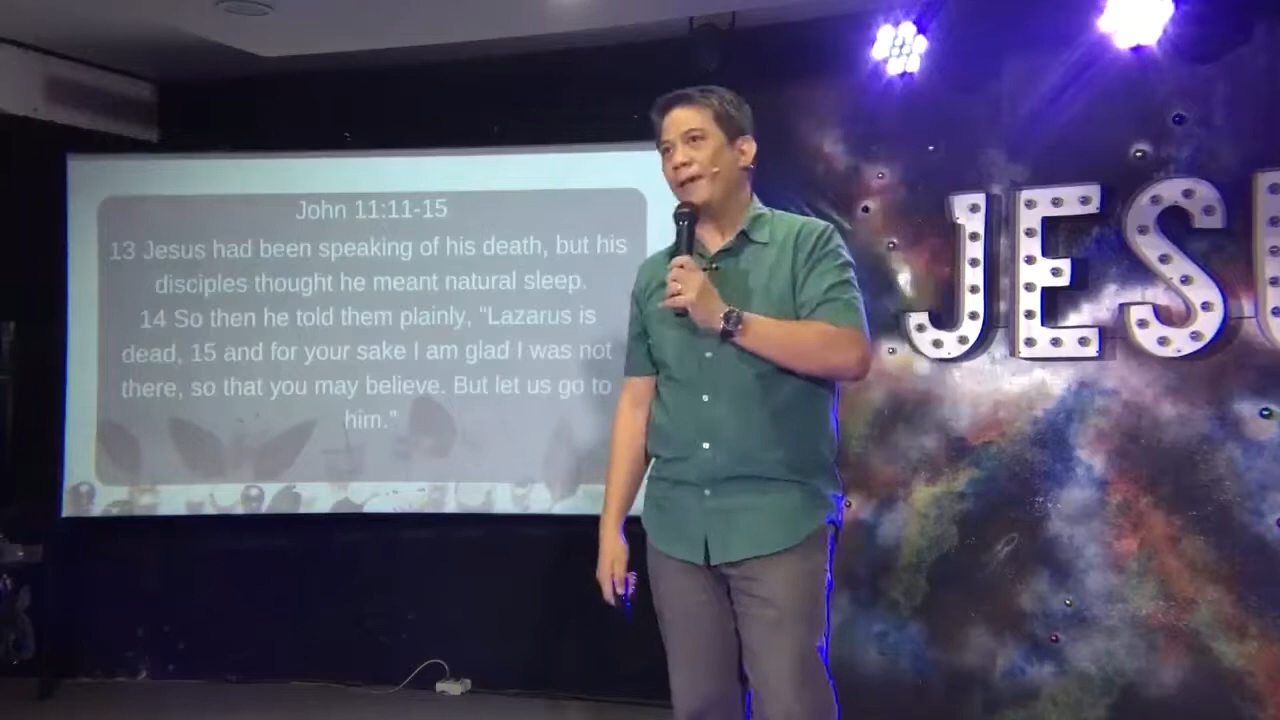 John 11:11-15
13 Jesus had been speaking of his death, but his
disciples thought he meant natural sleep.
14 So then he told them plainly, “Lazarus is
dead, 15 and for your sake I am glad I was not
there, so that you may believe. But let us go to
him.”
JESU